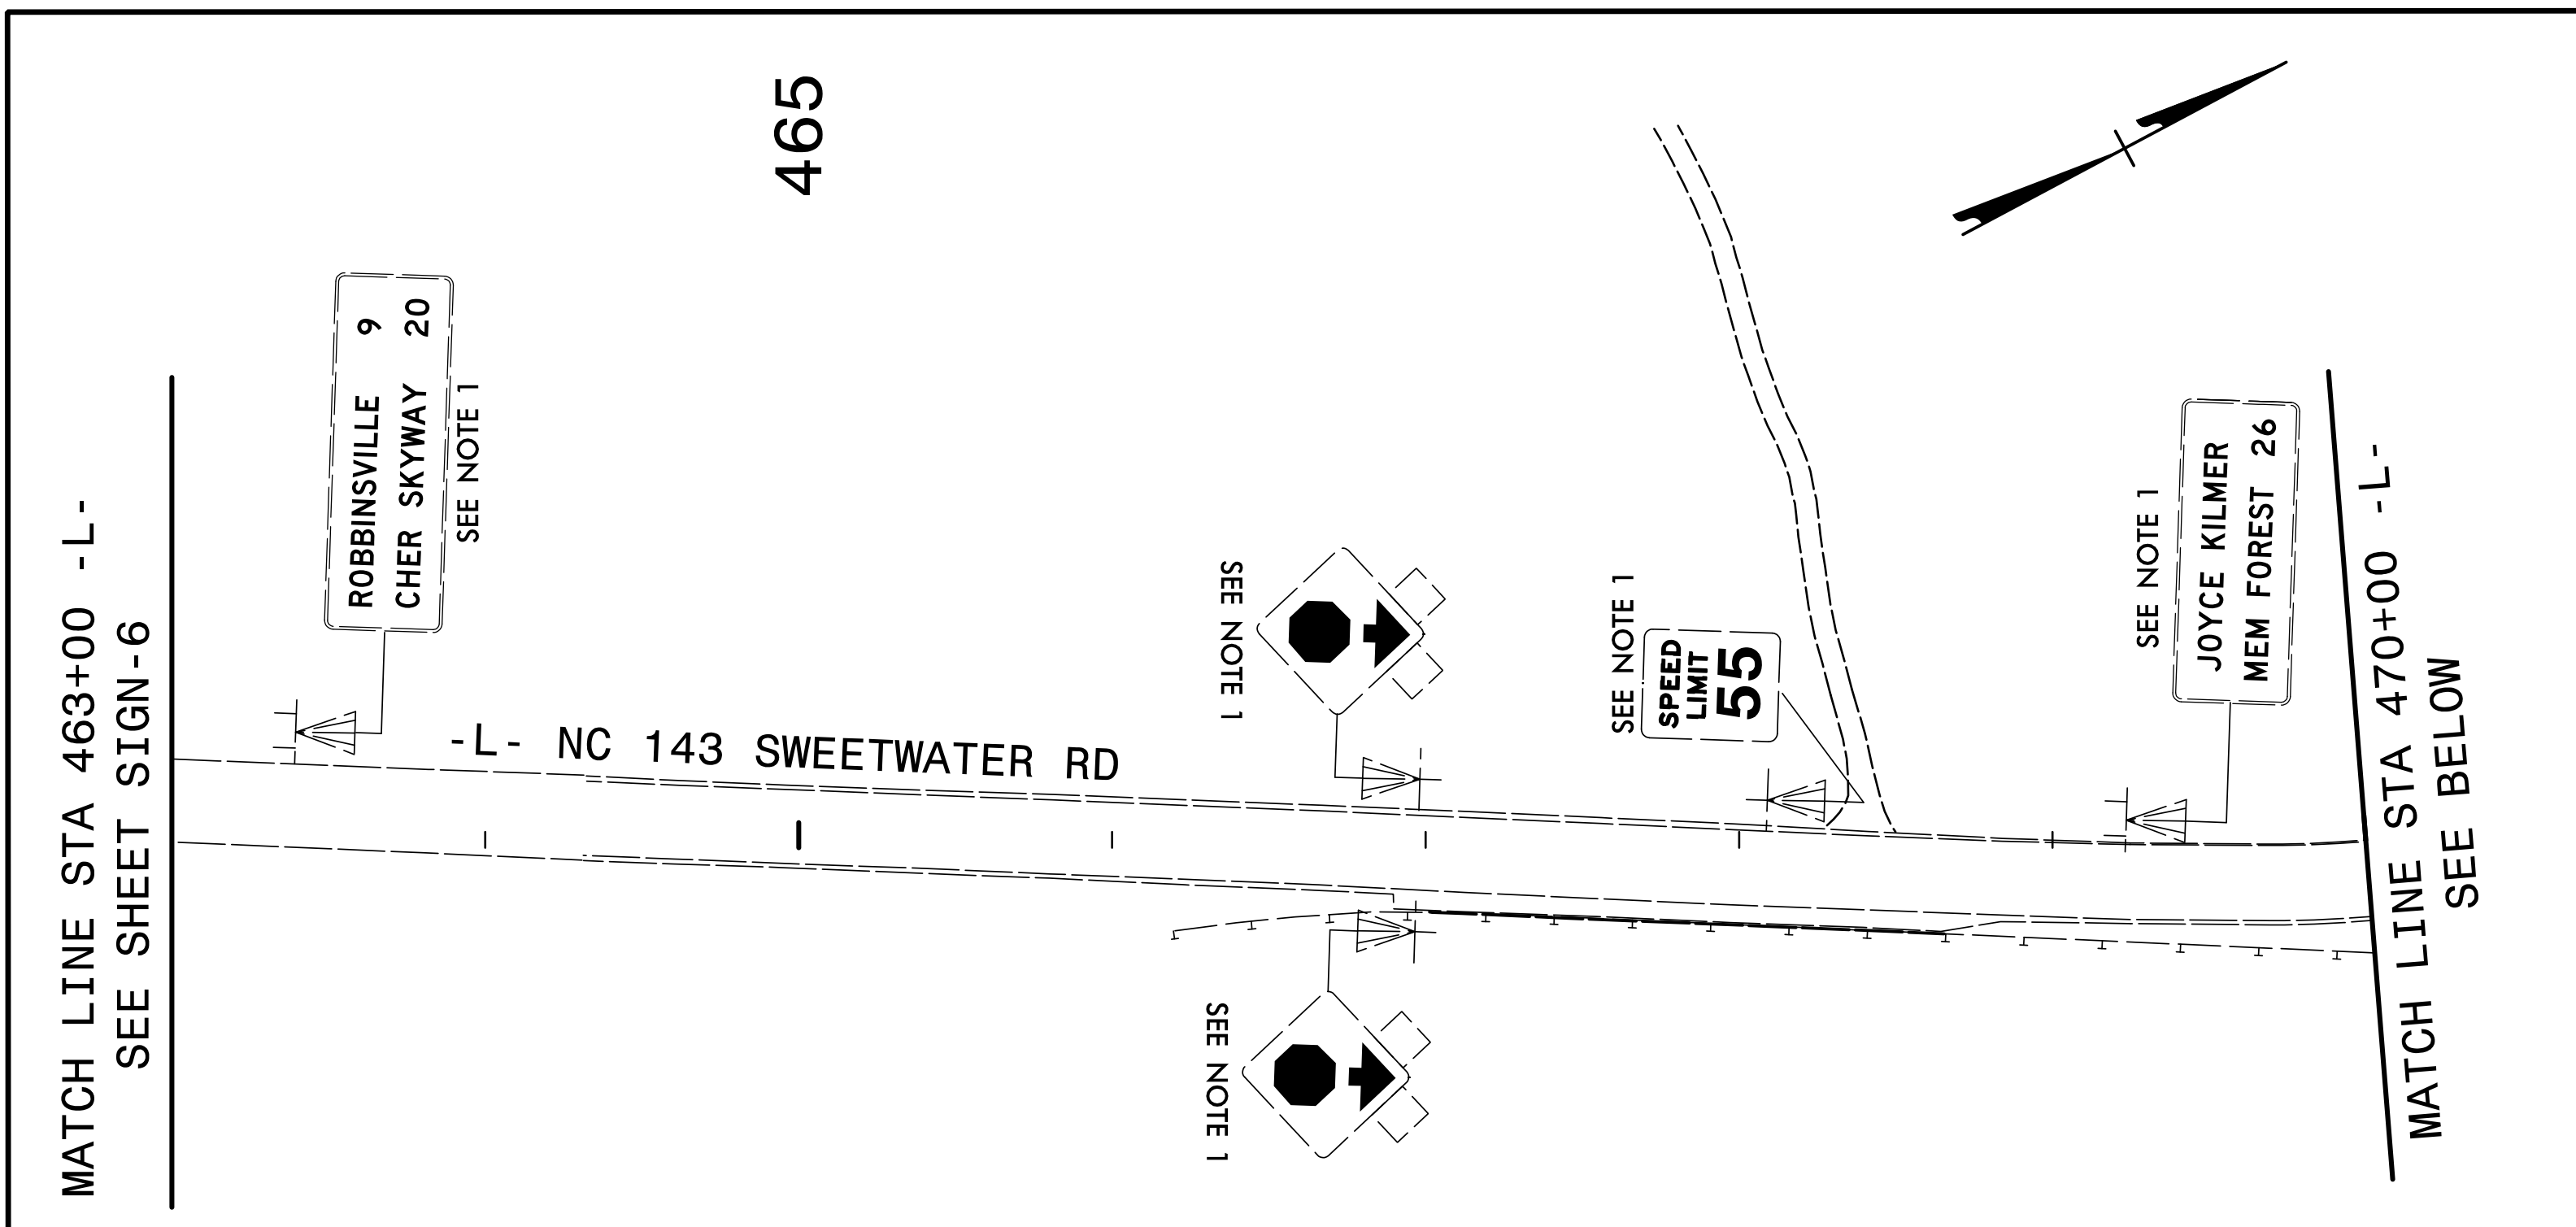 MATCH LINE STA 463+00 -L-
SEE SHEET SIGN-6
ROBBINSVILLE 9
CHER SKYWAY 20
SEE NOTE 1
465
-L- NC 143 SWEETWATER RD
SEE NOTE 1
SEE NOTE 1
SEE NOTE 1
SPEED
LIMIT
55
SEE NOTE 1
JOYCE KILMER
MEM FOREST 26
MATCH LINE STA 470+00 -L-
SEE BELOW